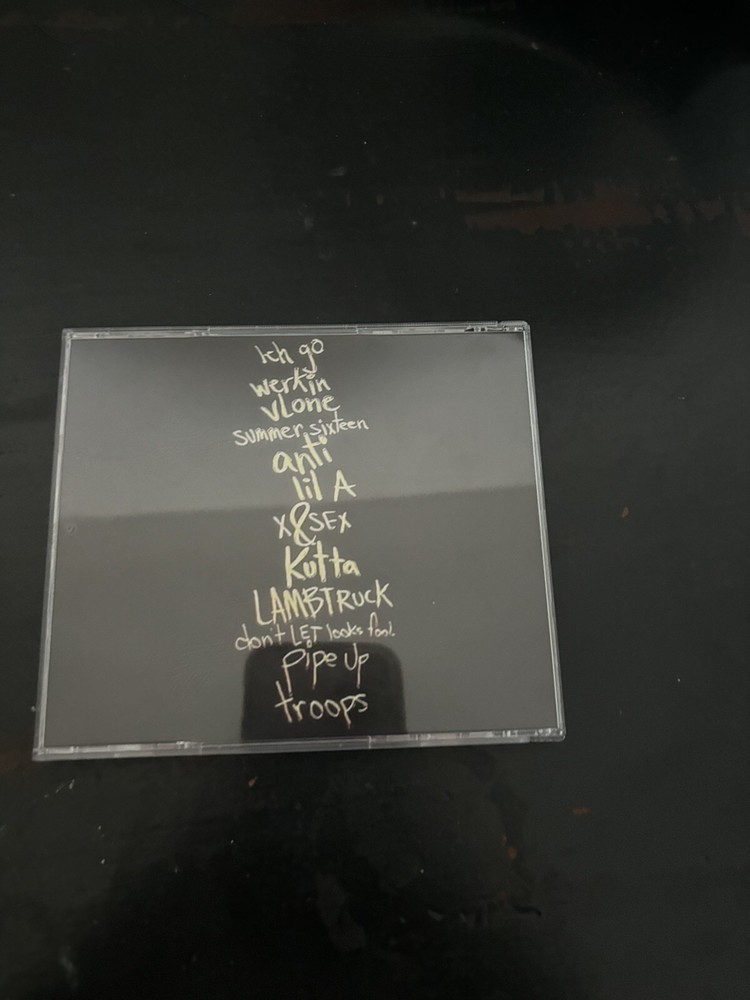 Ich go
werkin
vLone
summer sixteen
anti
lil A
X&SEX
Kutta
LAMBTRUCK
don't LET looks fool
pipe up
troops